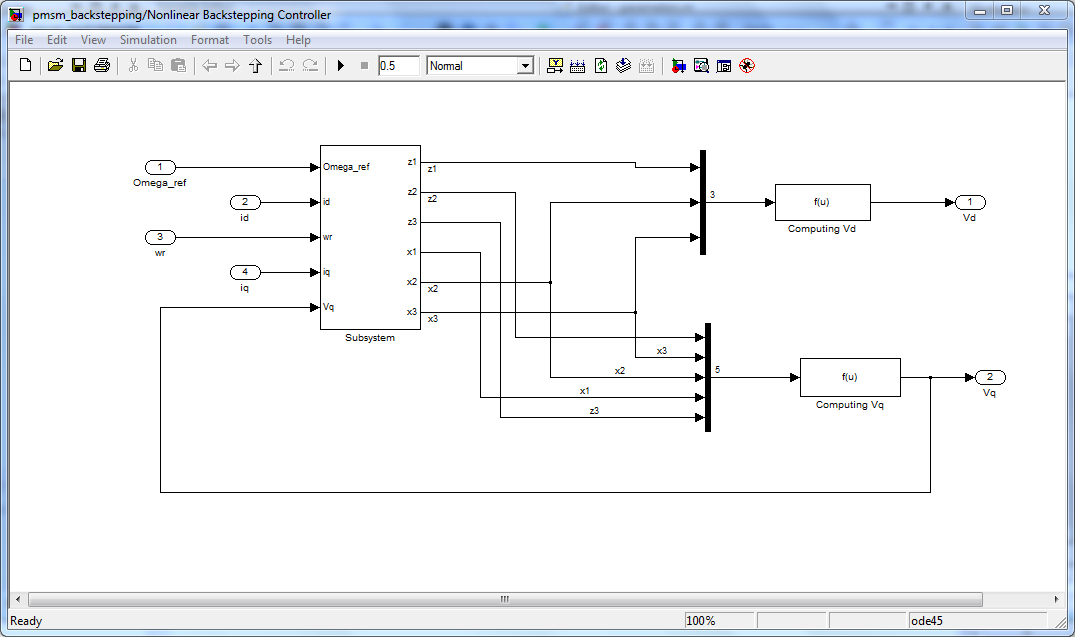 pmsm_backstepping/Nonlinear Backstepping Controller
File Edit View Simulation Format Tools Help
0.5 Normal
1
Omega_ref
2
id
3
wr
4
iq
Omega_ref
id
wr
iq
Vq
z1
z2
z3
x1
x2
x3
Subsystem
z1
z2
x2
x3
3
f(u)
Computing Vd
1
Vd
x3
x2
x1
z3
5
f(u)
Computing Vq
2
Vq
Ready 100% ode45